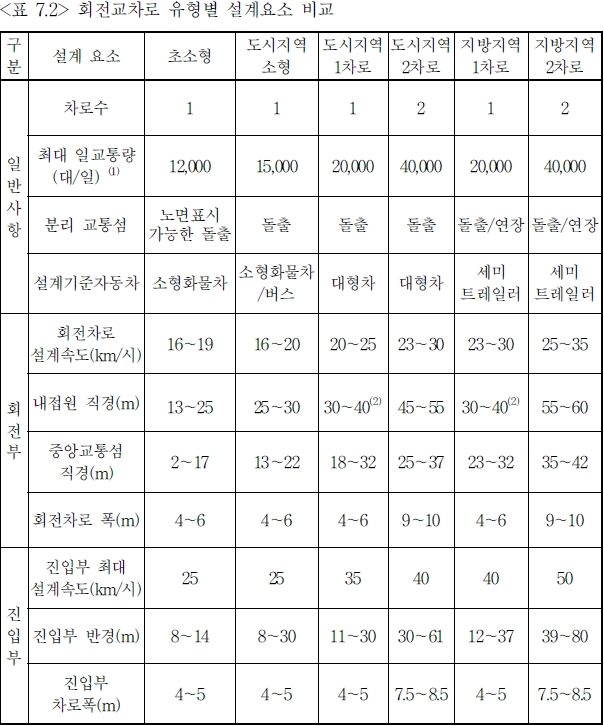 <표 7.2> 회전교차로 유형별 설계요소 비교
구분 설계 요소 초소형 도시지역 소형 도시지역 1차로 도시지역 2차로 지방지역 1차로 지방지역 2차로
일반사항
차로수 1 1 1 2 1 2
최대 일교통량 (대/일) (1) 12,000 15,000 20,000 40,000 20,000 40,000
분리 교통섬 노면표시 가능한 돌출 돌출 돌출 돌출 돌출/연장 돌출/연장
설계기준자동차 소형화물차 소형화물차/버스 대형차 대형차 세미 트레일러 세미 트레일러
회전부
회전차로 설계속도(km/시) 16~19 16~20 20~25 23~30 23~30 25~35
내접원 직경(m) 13~25 25~30 30~40(2) 45~55 30~40(2) 55~60
중앙교통섬 직경(m) 2~17 13~22 18~32 25~37 23~32 35~42
회전차로 폭(m) 4~6 4~6 4~6 9~10 4~6 9~10
진입부
진입부 최대 설계속도(km/시) 25 25 35 40 40 50
진입부 반경(m) 8~14 8~30 11~30 30~61 12~37 39~80
진입부 차로폭(m) 4~5 4~5 4~5 7.5~8.5 4~5 7.5~8.5